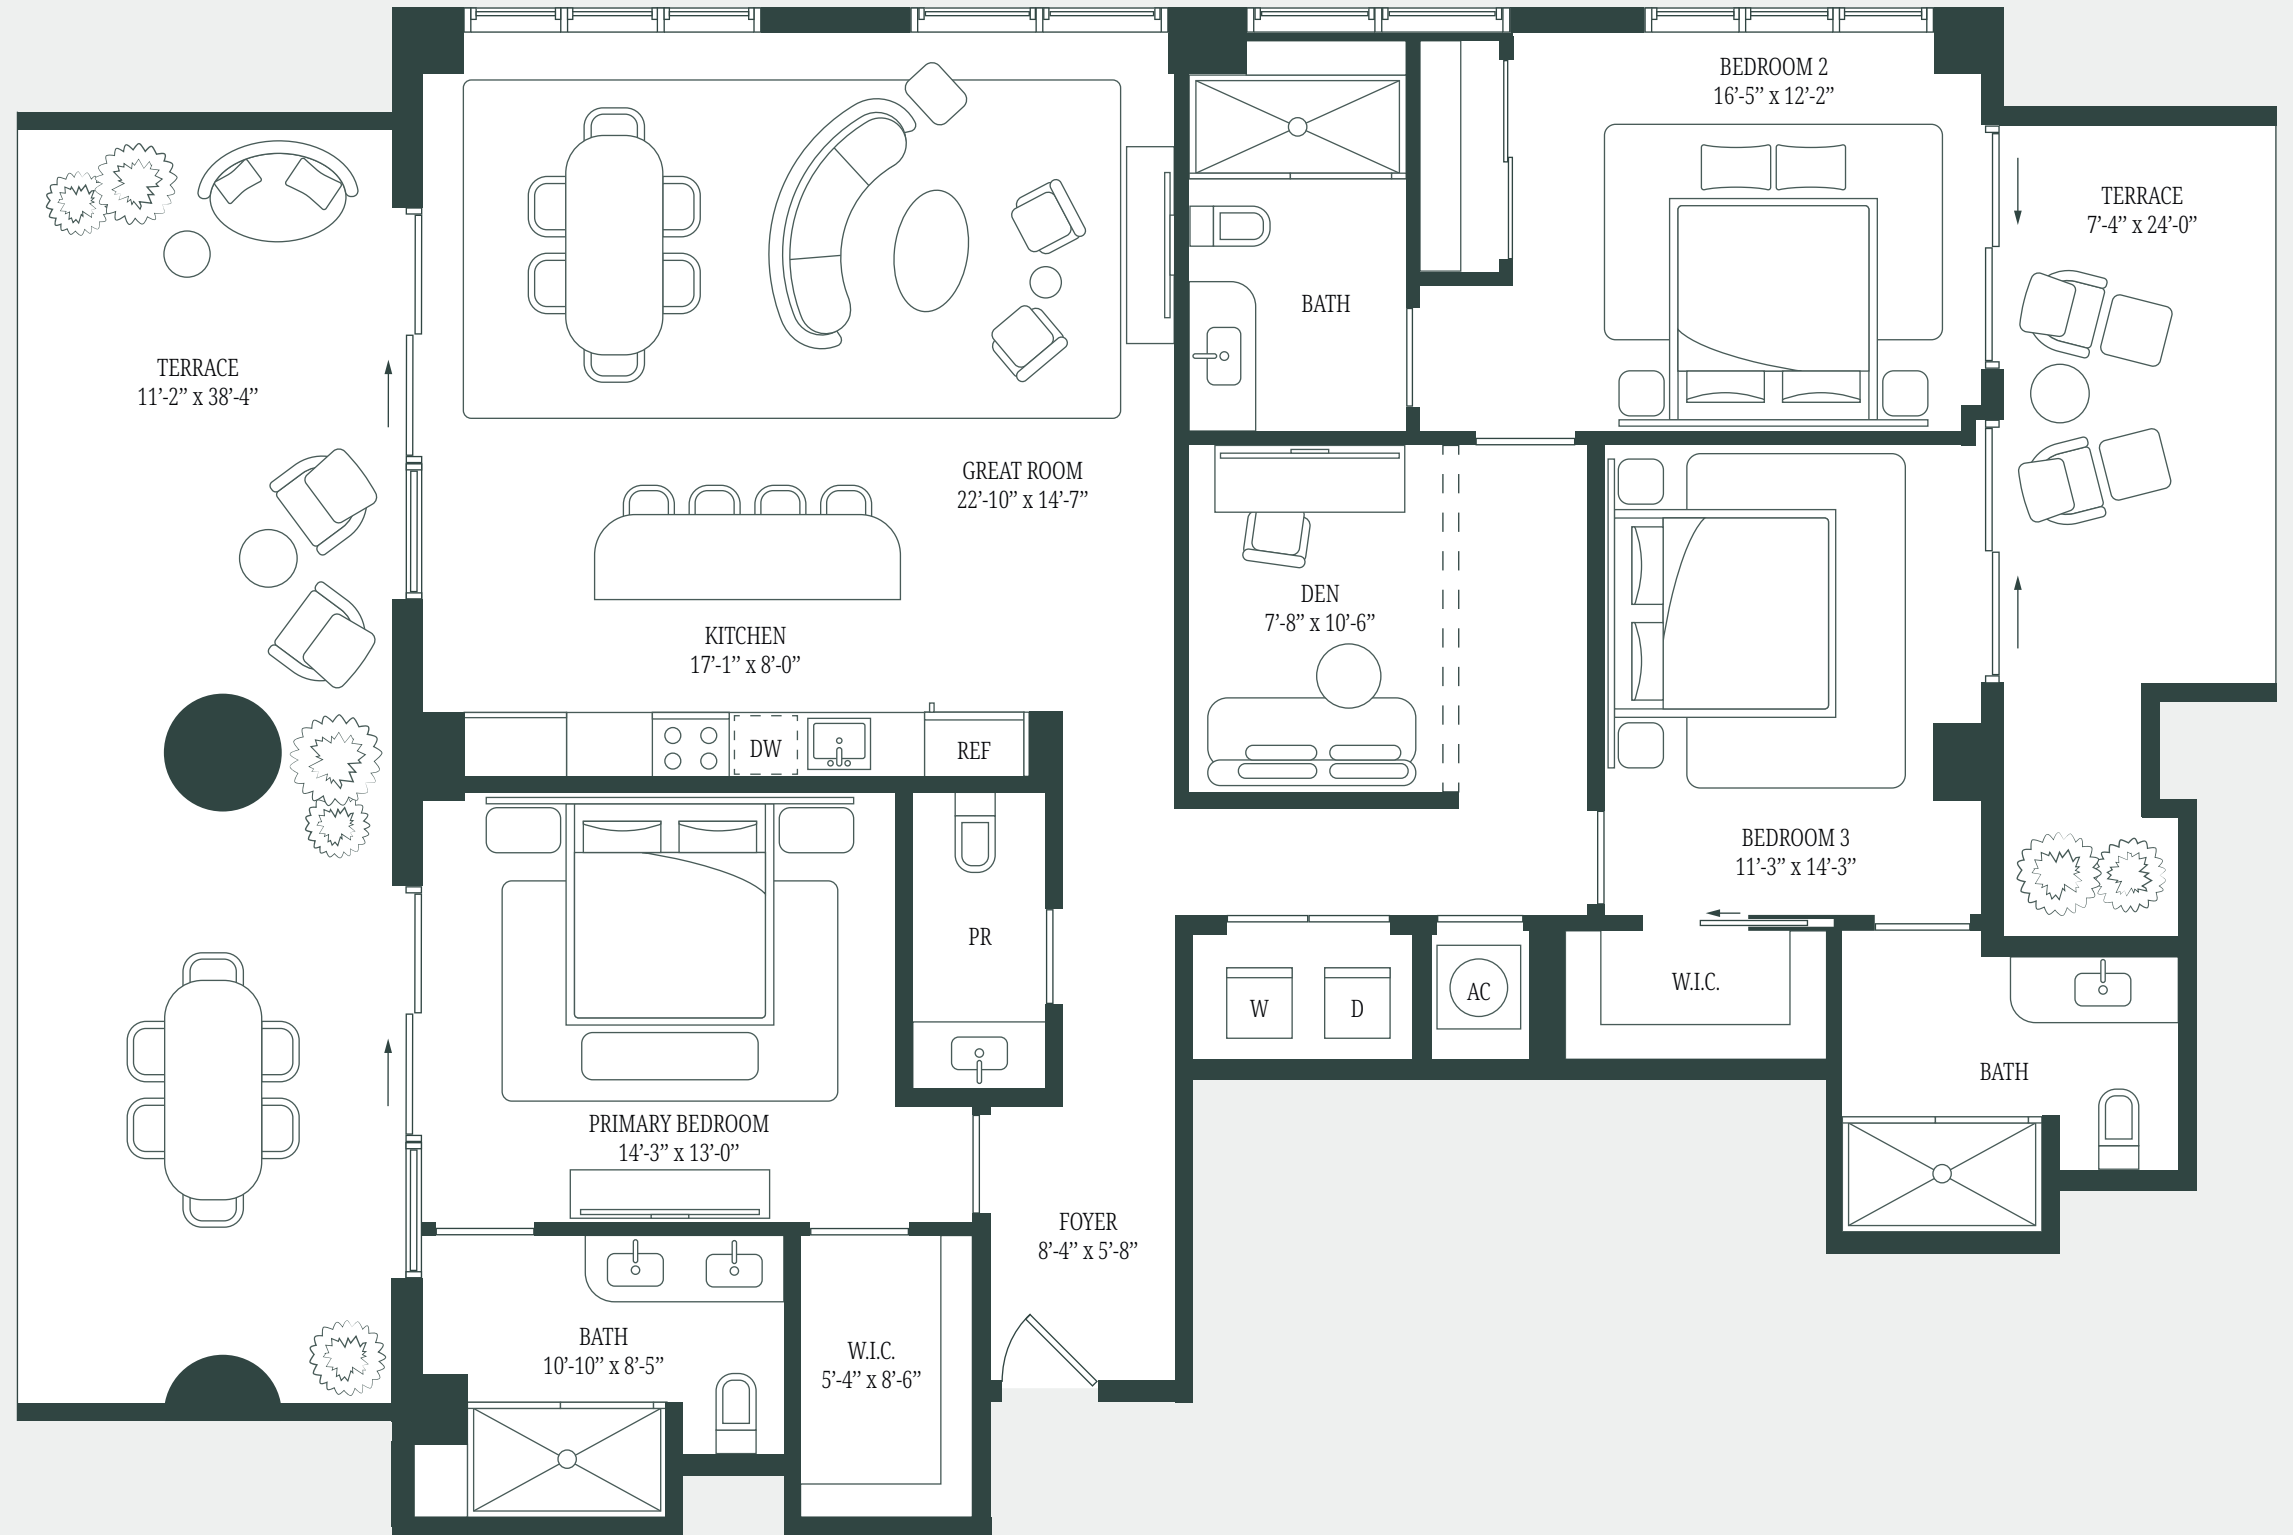 BEDROOM 2
16’-5” x 12’-2”
TERRACE
7’-4” x 24’-0”
BATH
TERRACE
11’-2” x 38’-4”
GREAT ROOM
22’-10” x 14’-7”
DEN
7’-8” x 10’-6”
KITCHEN
17’-1” x 8’-0”
DW
REF
BEDROOM 3
11’-3” x 14’-3”
PR
W.I.C.
W
D
AC
BATH
PRIMARY BEDROOM
14’-3” x 13’-0”
FOYER
8’-4” x 5’-8”
BATH
10’-10” x 8’-5”
W.I.C.
5’-4” x 8’-6”